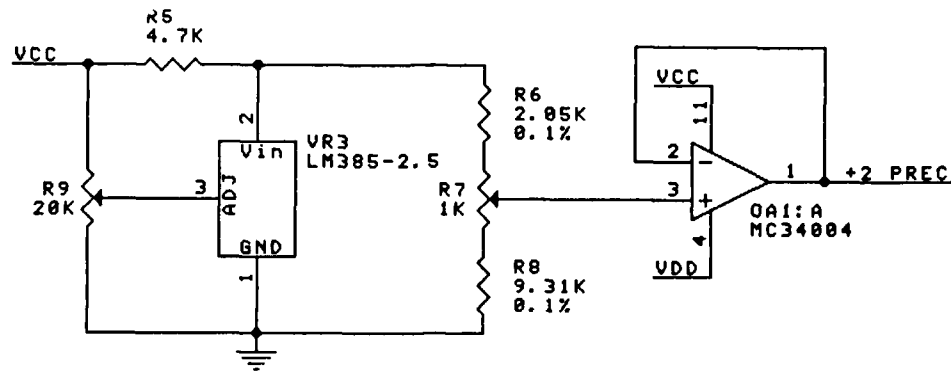 R5
4.7K
VCC
2
Vin
VR3
LM385-2.5
R9
20K
3
ADJ
GND
1
R6
2.05K
0.1%
R7
1K
R8
9.31K
0.1%
VCC
11
2
-
3
+
1
+2 PREC
OA1:A
MC34004
4
VDD